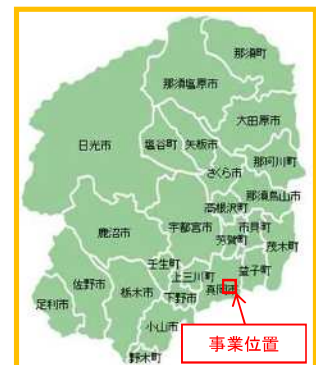 那須町
那須塩原市
大田原市
日光市
塩谷町
矢板市
那珂川町
さくら市
那須烏山市
高根沢町
鹿沼市
宇都宮市
市貝町
芳賀町
茂木町
壬生町
上三川町
益子町
佐野市
栃木市
下野市
真岡市
足利市
小山市
野木町
事業位置